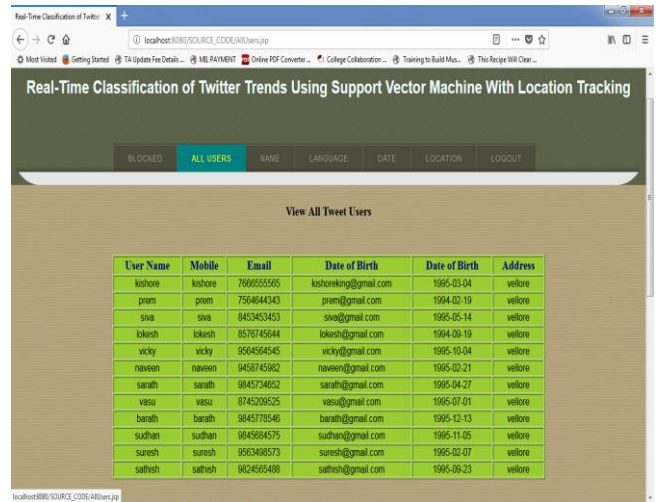 Real-Time Classification of Twitter X +
localhost:8080/SOURCE_CODE/AllUsers.jsp
Most Visited Getting Started TA Update Fee Details ... MIL PAYMENT Online PDF Converter ... College Collaboration ... Training to Build Mus... This Recipe Will Clear ...
Real-Time Classification of Twitter Trends Using Support Vector Machine With Location Tracking
BLOCKED ALL USERS NAME LANGUAGE DATE LOCATION LOGOUT
View All Tweet Users
User Name Mobile Email Date of Birth Date of Birth Address
kishore kishore 7666555565 kishoreking@gmail.com 1995-03-04 vellore
prem prem 7564644343 prem@gmail.com 1994-02-19 vellore
siva siva 8453453453 siva@gmail.com 1995-05-14 vellore
lokesh lokesh 8576745644 lokesh@gmail.com 1994-09-19 vellore
vicky vicky 9564564545 vicky@gmail.com 1995-10-04 vellore
naveen naveen 9458745982 naveen@gmail.com 1995-02-21 vellore
sarath sarath 9845734652 sarath@gmail.com 1995-04-27 vellore
vasu vasu 8745209525 vasu@gmail.com 1995-07-01 vellore
barath barath 9845778546 barath@gmail.com 1995-12-13 vellore
sudhan sudhan 9845684575 sudhan@gmail.com 1995-11-05 vellore
suresh suresh 9563498573 suresh@gmail.com 1995-02-07 vellore
sathish sathish 9824565488 sathish@gmail.com 1995-09-23 vellore
localhost:8080/SOURCE_CODE/AllUsers.jsp